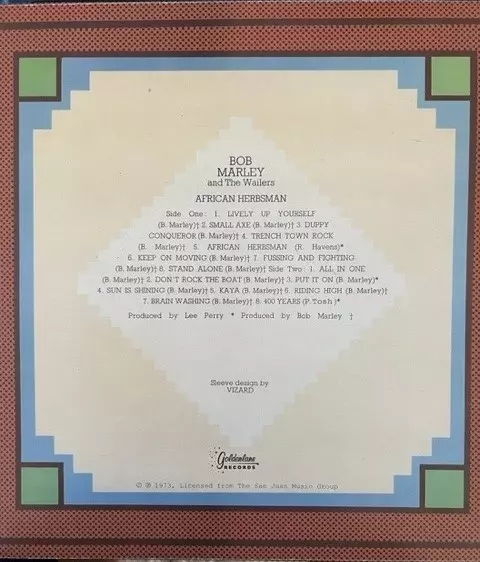 BOB
MARLEY
and The Wailers
AFRICAN HERBSMAN
Side One: 1. LIVELY UP YOURSELF
(B. Marley)† 2. SMALL AXE (B. Marley)† 3. DUPPY
CONQUEROR (B. Marley)† 4. TRENCH TOWN ROCK
(B. Marley)† 5. AFRICAN HERBSMAN (R. Havens)*
6. KEEP ON MOVING (B. Marley)† 7. FUSSING AND FIGHTING
(B. Marley)† 8. STAND ALONE (B. Marley)† Side Two: 1. ALL IN ONE
(B. Marley)† 2. DON'T ROCK THE BOAT (B. Marley)† 3. PUT IT ON (B. Marley)*
4. SUN IS SHINING (B. Marley)† 5. KAYA (B. Marley)† 6. RIDING HIGH (B. Marley)†
7. BRAIN WASHING (B. Marley)† 8. 400 YEARS (P. Tosh)*
Produced by Lee Perry * Produced by Bob Marley †
Sleeve design by
VIZARD
Goldenlane
RECORDS
© ℗ 1973, Licensed from The San Juan Music Group